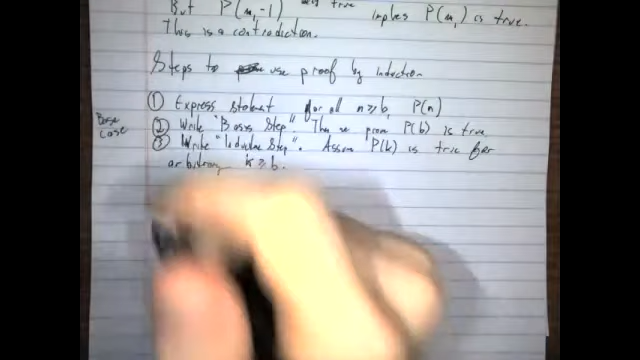 But P(m,-1) true implies P(m,) is true.
This is a contradiction.
Steps to use proof by induction
① Express statement for all n ≥ b, P(n)
Base case
② Write "Basis Step". Then we prove P(b) is true
③ Write "Inductive Step". Assume P(k) is true for
arbitrary k ≥ b.